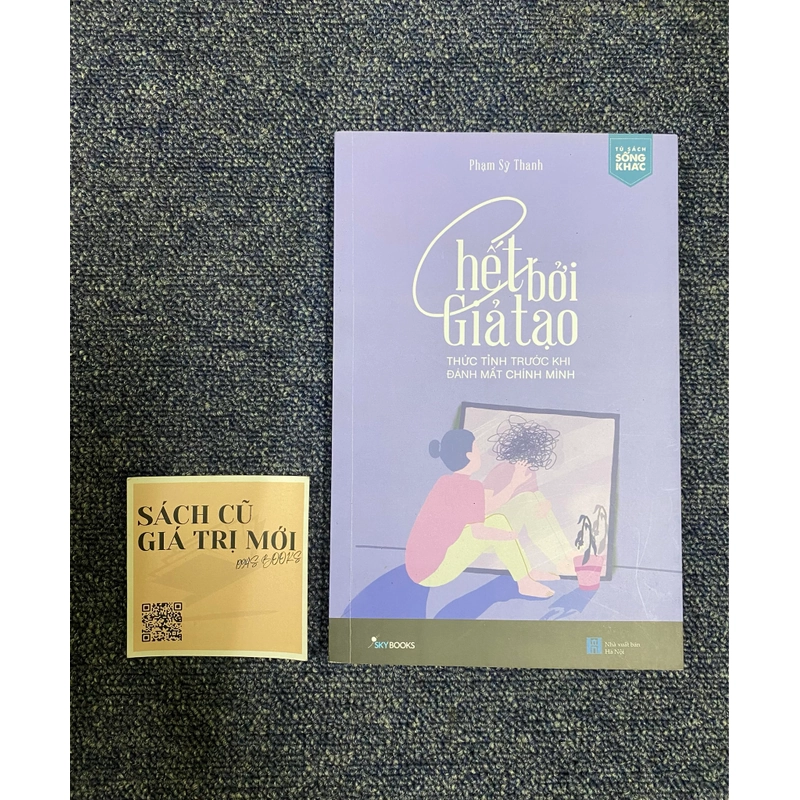 Phạm Sỹ Thanh
TỦ SÁCH
SỐNG
KHÁC
Chết bởi
Giả tạo
THỨC TỈNH TRƯỚC KHI
ĐÁNH MẤT CHÍNH MÌNH
SÁCH CŨ
GIÁ TRỊ MỚI
BOOKS
SKYBOOKS
Nhà xuất bản
Hà Nội